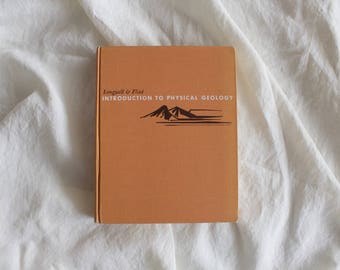 Longwell & Flint
INTRODUCTION TO PHYSICAL GEOLOGY